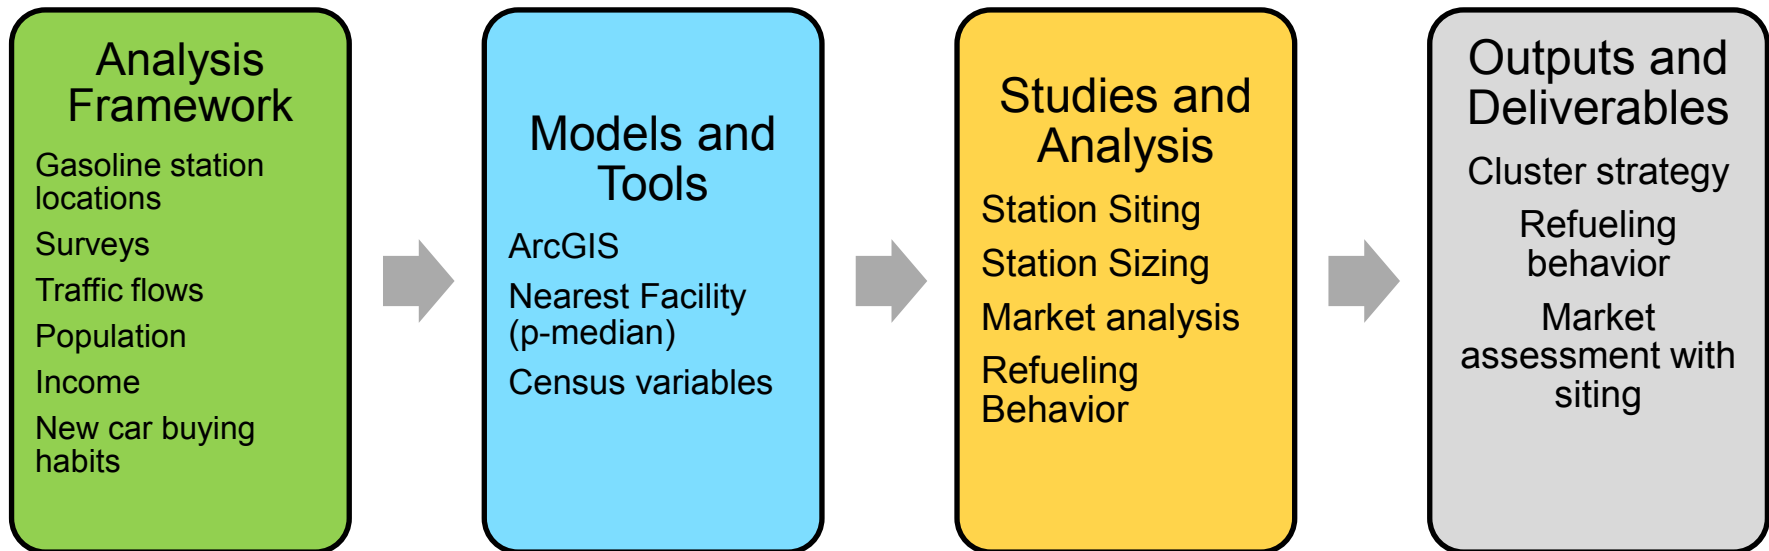 Analysis
Framework
Gasoline station
locations
Surveys
Traffic flows
Population
Income
New car buying
habits
Models and
Tools
ArcGIS
Nearest Facility
(p-median)
Census variables
Studies and
Analysis
Station Siting
Station Sizing
Market analysis
Refueling
Behavior
Outputs and
Deliverables
Cluster strategy
Refueling
behavior
Market
assessment with
siting